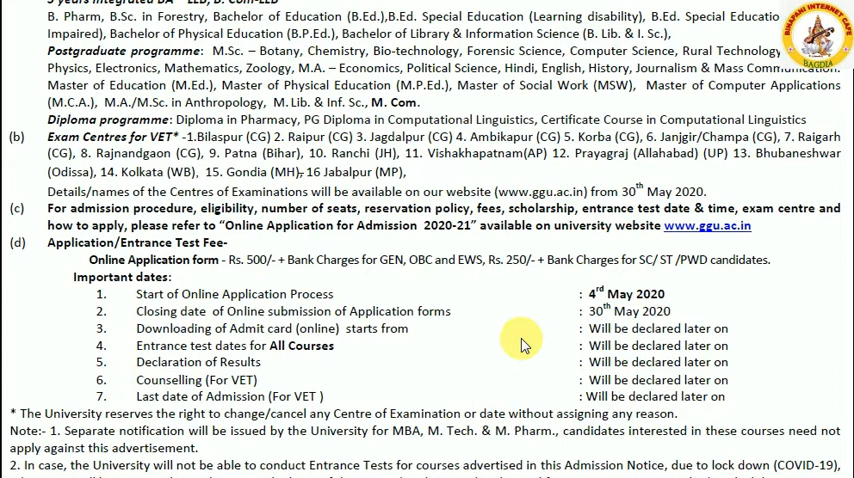 B. Pharm, B.Sc. in Forestry, Bachelor of Education (B.Ed.),B.Ed. Special Education (Learning disability), B.Ed. Special Educatio
Impaired), Bachelor of Physical Education (B.P.Ed.), Bachelor of Library & Information Science (B. Lib. & I. Sc.),
Postgraduate programme: M.Sc. – Botany, Chemistry, Bio-technology, Forensic Science, Computer Science, Rural Technology
Physics, Electronics, Mathematics, Zoology, M.A. – Economics, Political Science, Hindi, English, History, Journalism & Mass Communication.
Master of Education (M.Ed.), Master of Physical Education (M.P.Ed.), Master of Social Work (MSW), Master of Computer Applications
(M.C.A.), M.A./M.Sc. in Anthropology, M. Lib. & Inf. Sc., M. Com.
Diploma programme: Diploma in Pharmacy, PG Diploma in Computational Linguistics, Certificate Course in Computational Linguistics
(b) Exam Centres for VET* -1.Bilaspur (CG) 2. Raipur (CG) 3. Jagdalpur (CG) 4. Ambikapur (CG) 5. Korba (CG), 6. Janjgir/Champa (CG), 7. Raigarh
(CG), 8. Rajnandgaon (CG), 9. Patna (Bihar), 10. Ranchi (JH), 11. Vishakhapatnam(AP) 12. Prayagraj (Allahabad) (UP) 13. Bhubaneshwar
(Odissa), 14. Kolkata (WB), 15. Gondia (MH), 16 Jabalpur (MP),
Details/names of the Centres of Examinations will be available on our website (www.ggu.ac.in) from 30th May 2020.
(c) For admission procedure, eligibility, number of seats, reservation policy, fees, scholarship, entrance test date & time, exam centre and
how to apply, please refer to “Online Application for Admission 2020-21” available on university website www.ggu.ac.in
(d) Application/Entrance Test Fee-
Online Application form - Rs. 500/- + Bank Charges for GEN, OBC and EWS, Rs. 250/- + Bank Charges for SC/ ST /PWD candidates.
Important dates:
1. Start of Online Application Process : 4rd May 2020
2. Closing date of Online submission of Application forms : 30th May 2020
3. Downloading of Admit card (online) starts from : Will be declared later on
4. Entrance test dates for All Courses : Will be declared later on
5. Declaration of Results : Will be declared later on
6. Counselling (For VET) : Will be declared later on
7. Last date of Admission (For VET ) : Will be declared later on
* The University reserves the right to change/cancel any Centre of Examination or date without assigning any reason.
Note:- 1. Separate notification will be issued by the University for MBA, M. Tech. & M. Pharm., candidates interested in these courses need not
apply against this advertisement.
2. In case, the University will not be able to conduct Entrance Tests for courses advertised in this Admission Notice, due to lock down (COVID-19),
BINAPANI INTERNET CAFE
BAGDIA